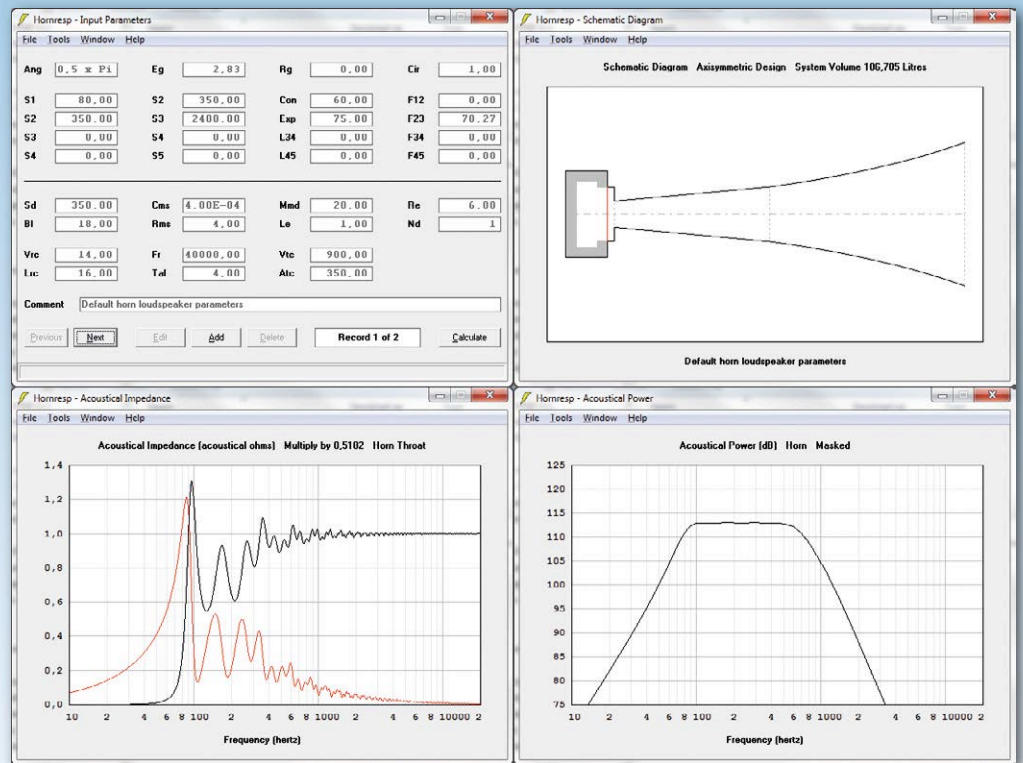 Hornresp - Input Parameters
File Tools Window Help
Ang 0,5 x Pi Eg 2,83 Rg 0,00 Cir 1,00
S1 80,00 S2 350,00 Con 60,00 F12 0,00
S2 350.00 S3 2400.00 Exp 75.00 F23 70.27
S3 0,00 S4 0,00 L34 0,00 F34 0,00
S4 0,00 S5 0,00 L45 0,00 F45 0,00
Sd 350.00 Cms 4.00E-04 Mmd 20.00 Re 6.00
Bl 18,00 Rms 4,00 Le 1,00 Nd 1
Vrc 14,00 Fr 40000,00 Vtc 900,00
Lrc 16,00 Tal 4,00 Atc 350,00
Comment Default horn loudspeaker parameters
Previous Next Edit Add Delete Record 1 of 2 Calculate
Hornresp - Schematic Diagram
File Tools Window Help
Schematic Diagram Axisymmetric Design System Volume 106,705 Litres
Default horn loudspeaker parameters
Hornresp - Acoustical Impedance
File Tools Window Help
Acoustical Impedance (acoustical ohms) Multiply by 0,5102 Horn Throat
1,4
1,2
1,0
0,8
0,6
0,4
0,2
0,0
10 2 4 6 8 100 2 4 6 8 1000 2 4 6 8 10000 2
Frequency (hertz)
Hornresp - Acoustical Power
File Tools Window Help
Acoustical Power (dB) Horn Masked
125
120
115
110
105
100
95
90
85
80
75
10 2 4 6 8 100 2 4 6 8 1000 2 4 6 8 10000 2
Frequency (hertz)